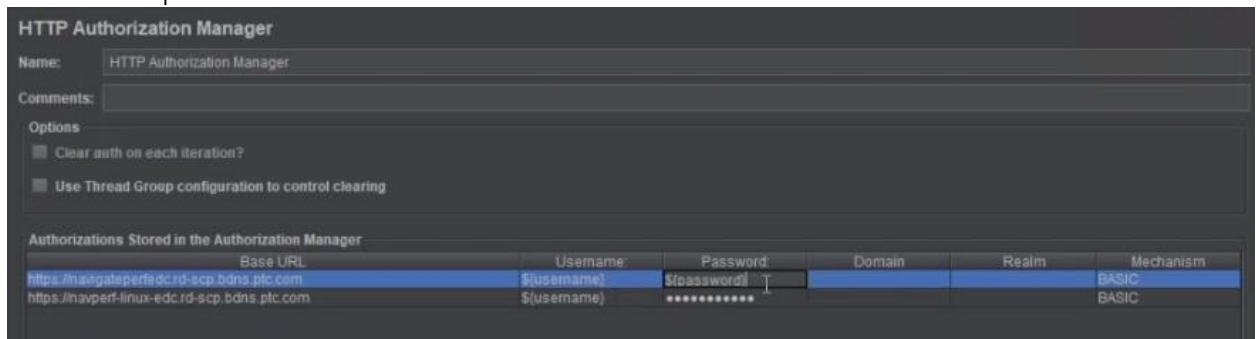 HTTP Authorization Manager
Name: HTTP Authorization Manager
Comments:
Options
Clear auth on each iteration?
Use Thread Group configuration to control clearing
Authorizations Stored in the Authorization Manager
Base URL Username: Password: Domain Realm Mechanism
https://navigateperfedc.rd-scp.bdns.ptc.com ${username} ${password} BASIC
https://navperf-linux-edc.rd-scp.bdns.ptc.com ${username} ••••••••••• BASIC